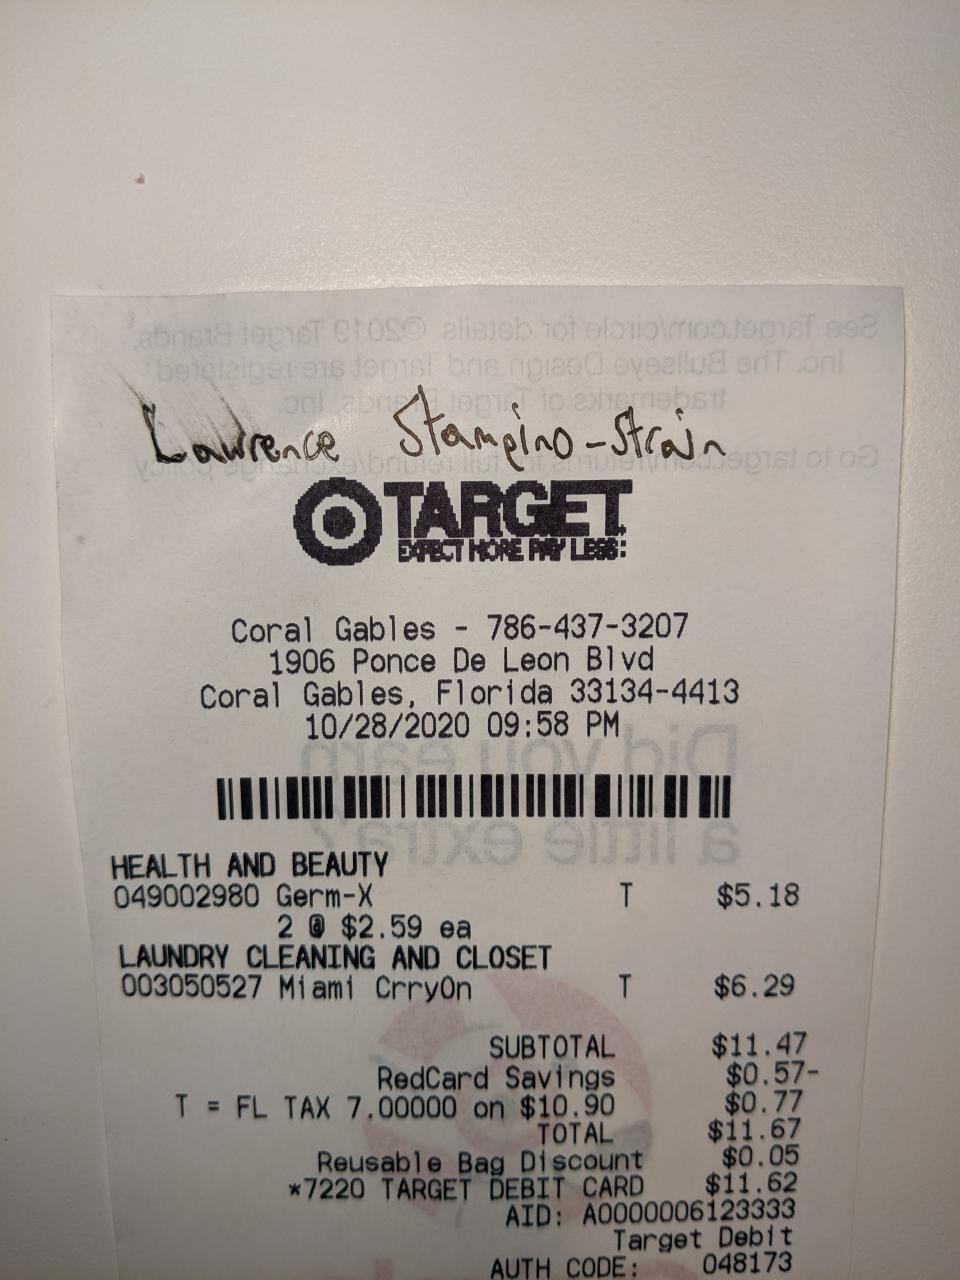 See Target.com/circle for details. ©2019 Target Brands,
Inc. The Bullseye Design and Target are registered
trademarks of Target Brands, Inc.
Lawrence Stampino-Strain
Go to target.com/returns for full refund/exchange policy
TARGET
EXPECT MORE PAY LESS:
Coral Gables - 786-437-3207
1906 Ponce De Leon Blvd
Coral Gables, Florida 33134-4413
10/28/2020 09:58 PM
Did you earn
a little extra?
HEALTH AND BEAUTY
049002980 Germ-X T $5.18
2 @ $2.59 ea
LAUNDRY CLEANING AND CLOSET
003050527 Miami CrryOn T $6.29
SUBTOTAL $11.47
RedCard Savings $0.57-
T = FL TAX 7.00000 on $10.90 $0.77
TOTAL $11.67
Reusable Bag Discount $0.05
*7220 TARGET DEBIT CARD $11.62
AID: A0000006123333
Target Debit
AUTH CODE: 048173